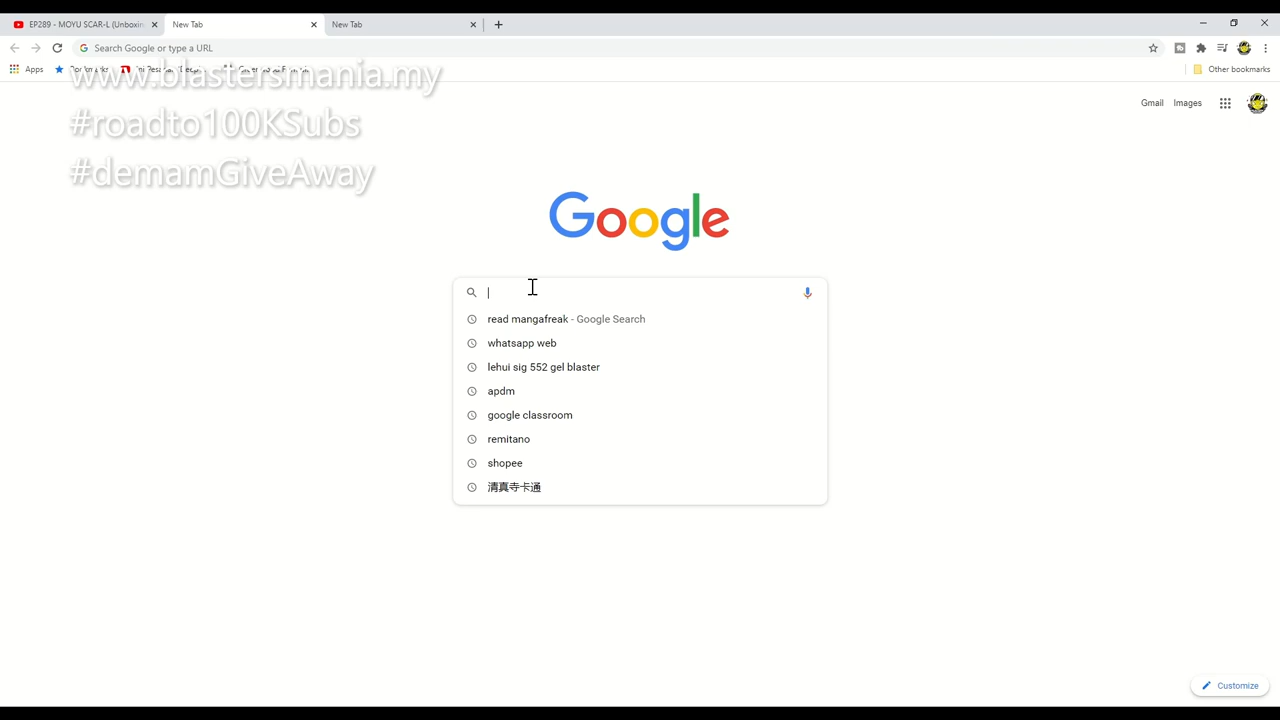 EP289 - MOYU SCAR-L (Unboxin
New Tab
New Tab
Search Google or type a URL
Apps
Other bookmarks
www.blastersmania.my
#roadto100KSubs
#demamGiveAway
Gmail
Images
Google
read mangafreak - Google Search
whatsapp web
lehui sig 552 gel blaster
apdm
google classroom
remitano
shopee
清真寺卡通
Customize